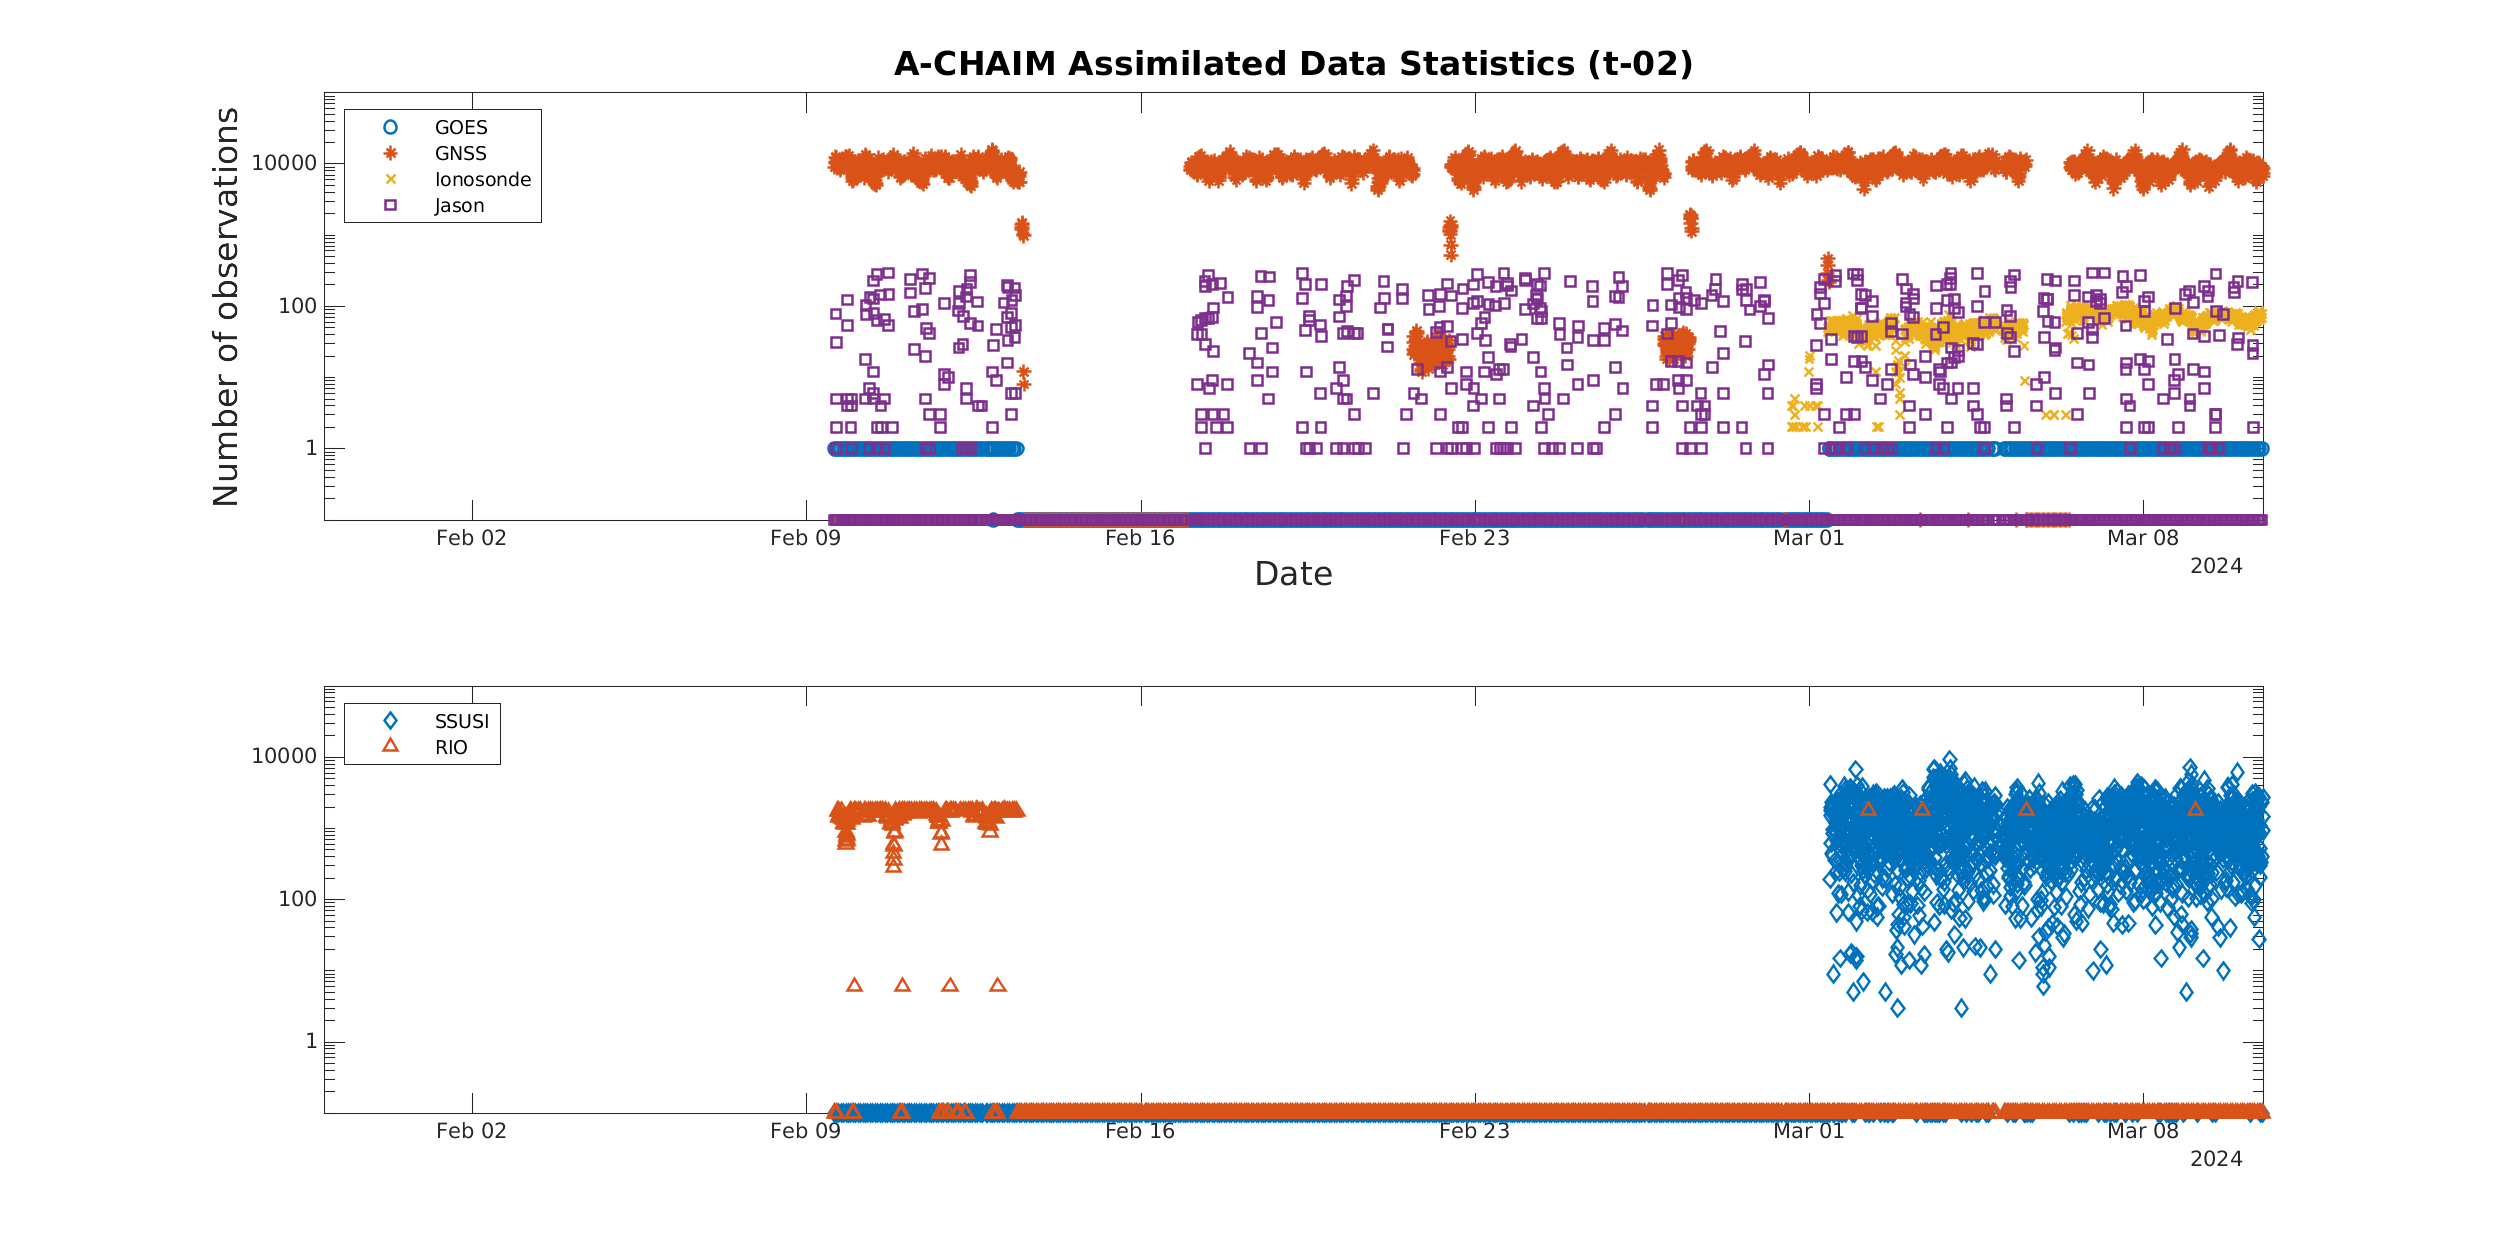 A-CHAIM Assimilated Data Statistics (t-02)
Number of observations
10000
100
1
GOES
GNSS
Ionosonde
Jason
Feb 02
Feb 09
Feb 16
Feb 23
Mar 01
Mar 08
2024
Date
10000
100
1
SSUSI
RIO
Feb 02
Feb 09
Feb 16
Feb 23
Mar 01
Mar 08
2024